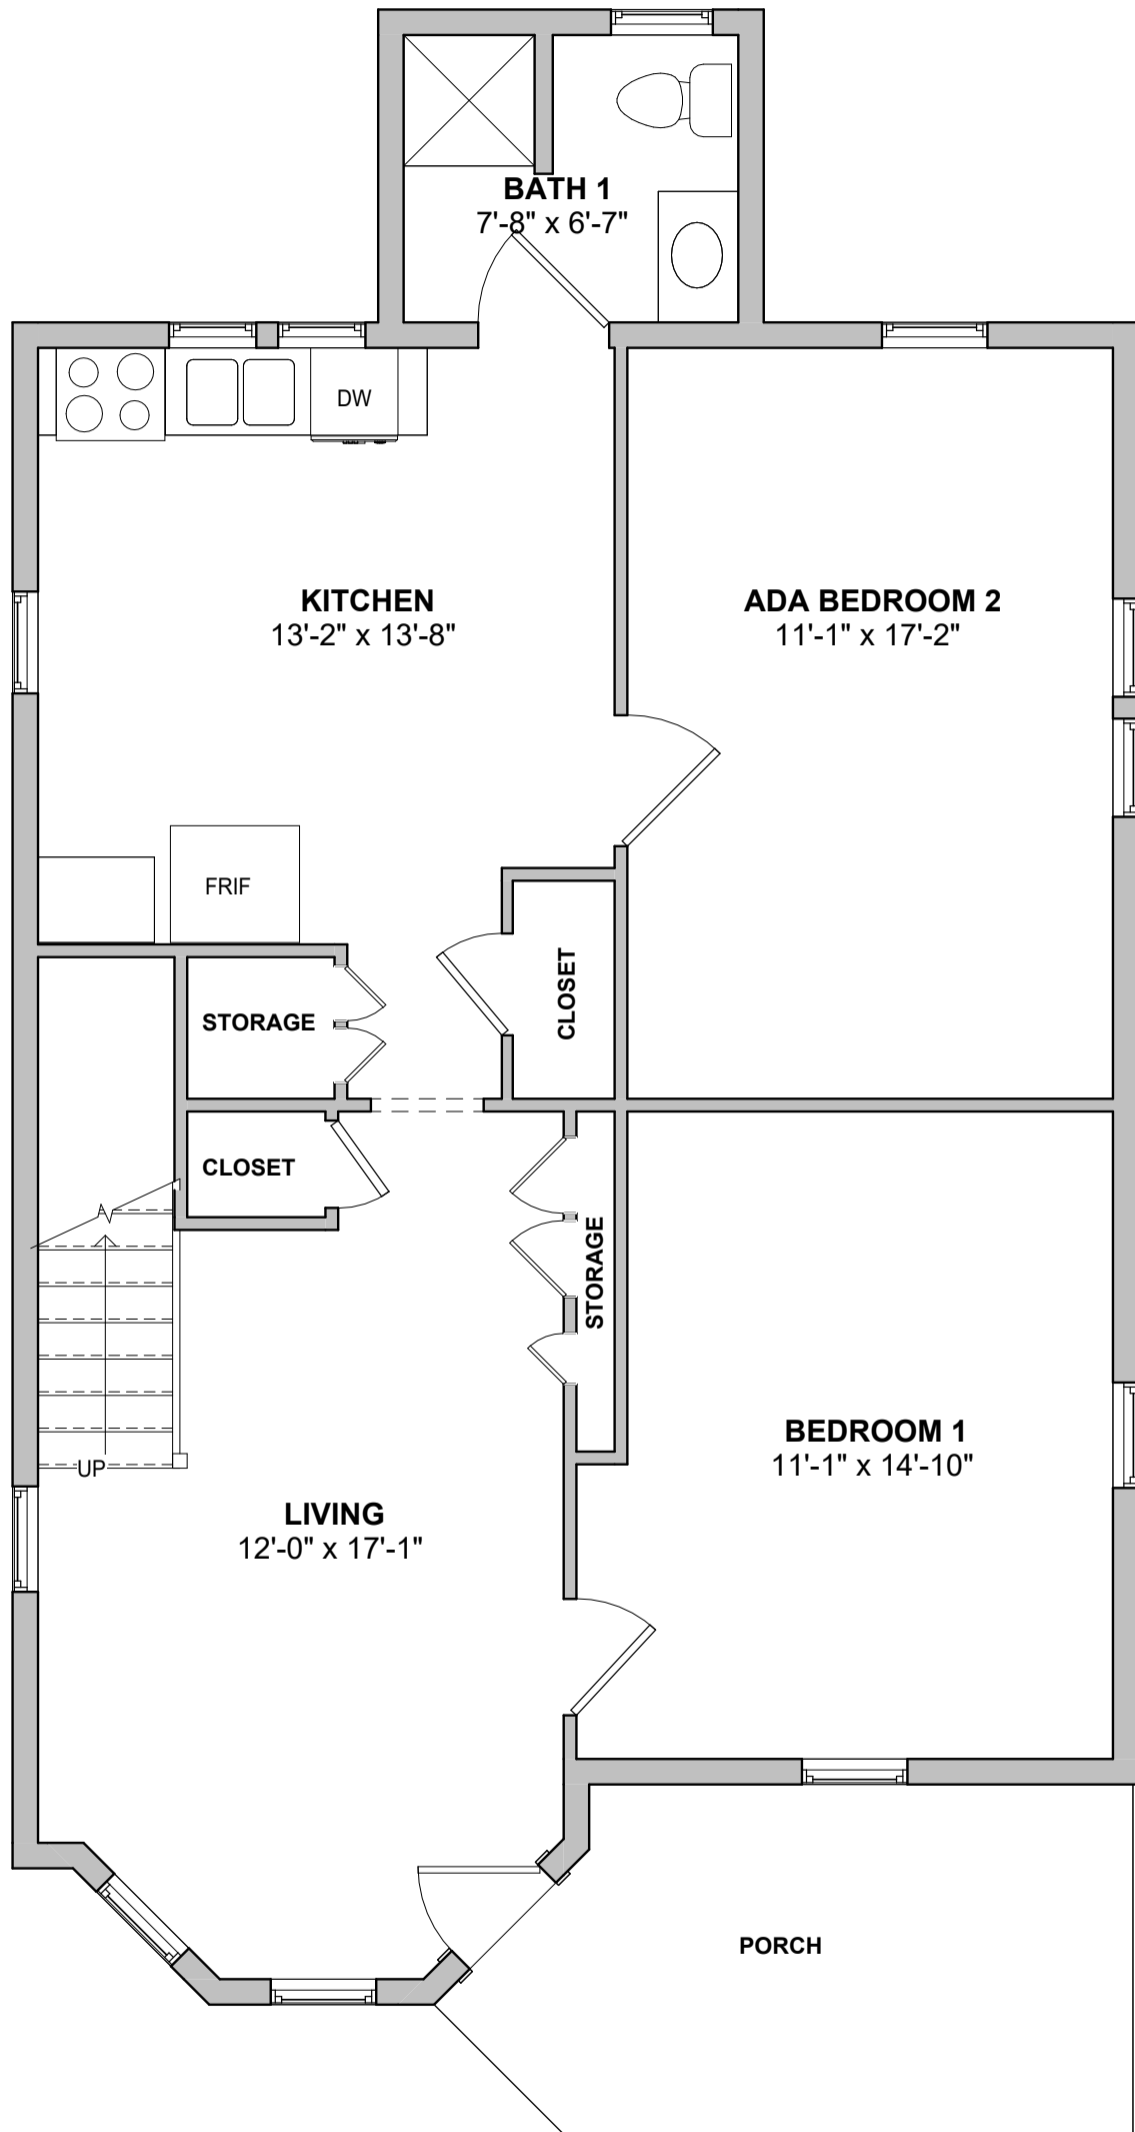 BATH 1
7'-8" x 6'-7"
DW
KITCHEN
13'-2" x 13'-8"
ADA BEDROOM 2
11'-1" x 17'-2"
FRIF
STORAGE
CLOSET
CLOSET
STORAGE
UP
LIVING
12'-0" x 17'-1"
BEDROOM 1
11'-1" x 14'-10"
PORCH